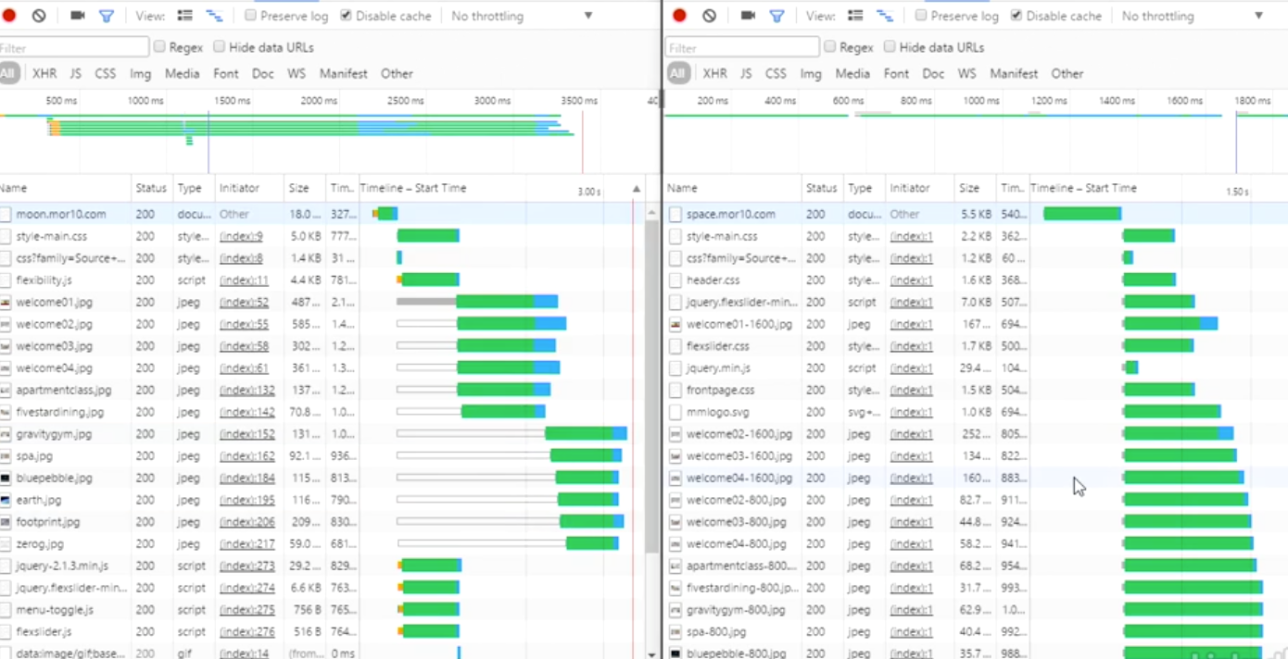 View: Preserve log Disable cache No throttling
Filter Regex Hide data URLs
All XHR JS CSS Img Media Font Doc WS Manifest Other
500 ms 1000 ms 1500 ms 2000 ms 2500 ms 3000 ms 3500 ms
Name Status Type Initiator Size Tim... Timeline – Start Time 3.00 s
moon.mor10.com 200 docu... Other 18.0 ... 327...
style-main.css 200 style... (index):9 5.0 KB 777...
css?family=Source+... 200 style... (index):8 1.4 KB 31 ...
flexibility.js 200 script (index):11 4.4 KB 781...
welcome01.jpg 200 jpeg (index):52 487 ... 2.1...
welcome02.jpg 200 jpeg (index):55 585 ... 1.4...
welcome03.jpg 200 jpeg (index):58 302 ... 1.2...
welcome04.jpg 200 jpeg (index):61 361 ... 1.3...
apartmentclass.jpg 200 jpeg (index):132 137 ... 1.2...
fivestardining.jpg 200 jpeg (index):142 70.8 ... 1.0...
gravitygym.jpg 200 jpeg (index):152 131 ... 1.0...
spa.jpg 200 jpeg (index):162 92.1 ... 936...
bluepebble.jpg 200 jpeg (index):184 115 ... 813...
earth.jpg 200 jpeg (index):195 116 ... 790...
footprint.jpg 200 jpeg (index):206 209 ... 830...
zerog.jpg 200 jpeg (index):217 59.0 ... 681...
jquery-2.1.3.min.js 200 script (index):273 29.2 ... 829...
jquery.flexslider-min... 200 script (index):274 6.6 KB 763...
menu-toggle.js 200 script (index):275 756 B 765...
flexslider.js 200 script (index):276 516 B 764...
data:image/gif;base... 200 gif (index):14 (from... 0 ms
View: Preserve log Disable cache No throttling
Filter Regex Hide data URLs
All XHR JS CSS Img Media Font Doc WS Manifest Other
200 ms 400 ms 600 ms 800 ms 1000 ms 1200 ms 1400 ms 1600 ms 1800 ms
Name Status Type Initiator Size Tim... Timeline – Start Time 1.50 s
space.mor10.com 200 docu... Other 5.5 KB 540...
style-main.css 200 style... (index):1 2.2 KB 362...
css?family=Source+... 200 style... (index):1 1.2 KB 60 ...
header.css 200 style... (index):1 1.6 KB 368...
jquery.flexslider-min... 200 script (index):1 7.0 KB 507...
welcome01-1600.jpg 200 jpeg (index):1 167 ... 694...
flexslider.css 200 style... (index):1 1.7 KB 500...
jquery.min.js 200 script (index):1 29.4 ... 104...
frontpage.css 200 style... (index):1 1.5 KB 504...
mmlogo.svg 200 svg+... (index):1 1.0 KB 694...
welcome02-1600.jpg 200 jpeg (index):1 252 ... 805...
welcome03-1600.jpg 200 jpeg (index):1 134 ... 822...
welcome04-1600.jpg 200 jpeg (index):1 160 ... 883...
welcome02-800.jpg 200 jpeg (index):1 82.7 ... 911...
welcome03-800.jpg 200 jpeg (index):1 44.8 ... 924...
welcome04-800.jpg 200 jpeg (index):1 58.2 ... 941...
apartmentclass-800... 200 jpeg (index):1 68.2 ... 954...
fivestardining-800.jp... 200 jpeg (index):1 31.7 ... 993...
gravitygym-800.jpg 200 jpeg (index):1 62.9 ... 1.0...
spa-800.jpg 200 jpeg (index):1 40.4 ... 992...
bluepebble-800.jpg 200 jpeg (index):1 35.7 ... 988...